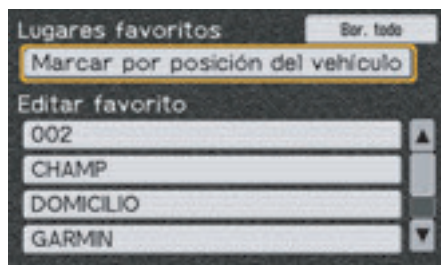 Lugares favoritos
Bor. todo
Marcar por posición del vehículo
Editar favorito
002
CHAMP
DOMICILIO
GARMIN